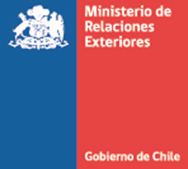 Ministerio de
Relaciones
Exteriores
Gobierno de Chile